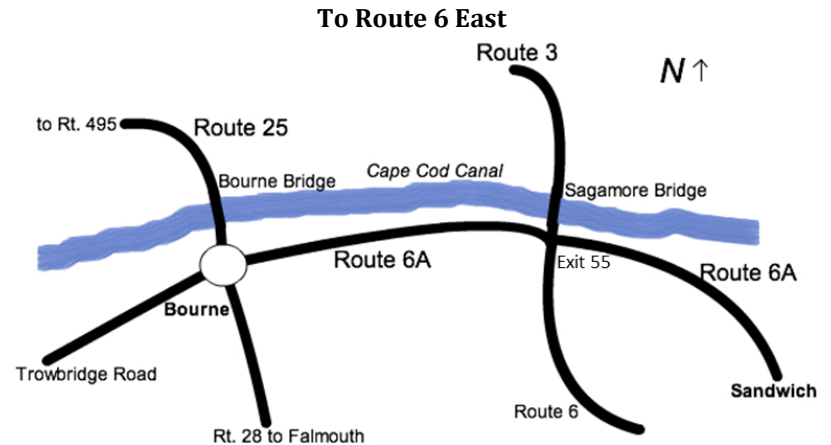 To Route 6 East
Route 3
N ↑
to Rt. 495
Route 25
Bourne Bridge
Cape Cod Canal
Sagamore Bridge
Route 6A
Exit 55
Route 6A
Bourne
Trowbridge Road
Sandwich
Route 6
Rt. 28 to Falmouth